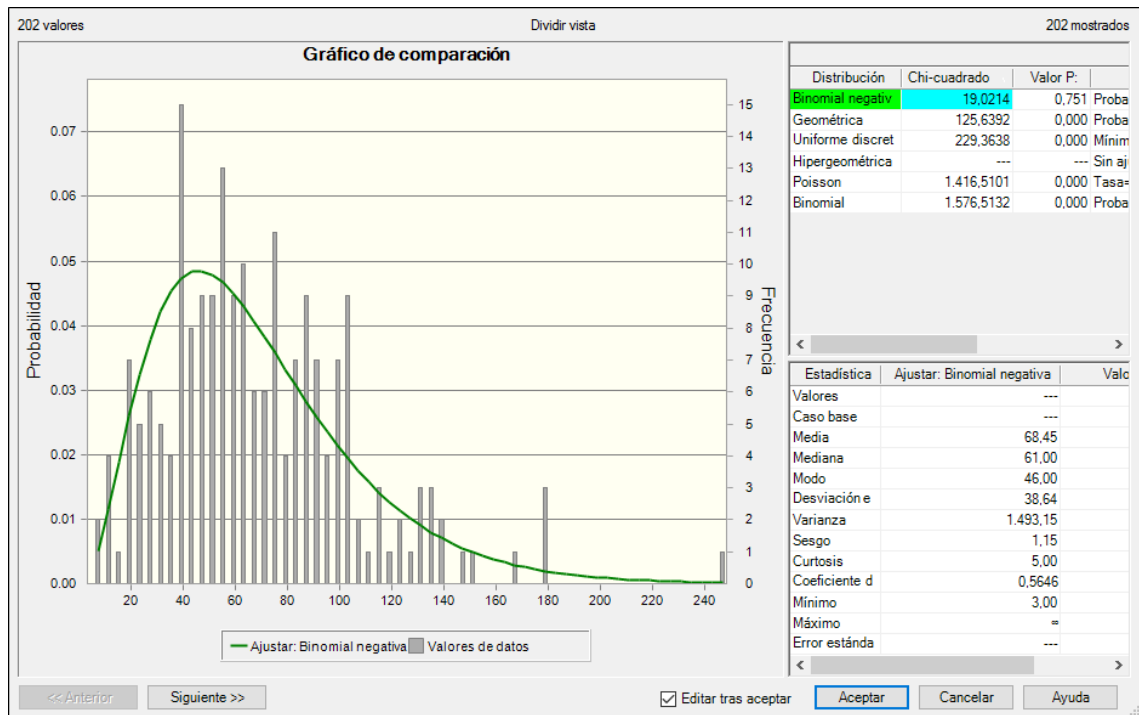 202 valores Dividir vista 202 mostrados
Gráfico de comparación
Probabilidad
0.07
0.06
0.05
0.04
0.03
0.02
0.01
0.00
15
14
13
12
11
10
9
8
7
6
5
4
3
2
1
0
Frecuencia
20 40 60 80 100 120 140 160 180 200 220 240
Ajustar: Binomial negativa Valores de datos
Distribución Chi-cuadrado Valor P:
Binomial negativ 19,0214 0,751 Proba
Geométrica 125,6392 0,000 Proba
Uniforme discret 229,3638 0,000 Mínim
Hipergeométrica --- --- Sin aj
Poisson 1.416,5101 0,000 Tasa=
Binomial 1.576,5132 0,000 Proba
Estadística Ajustar: Binomial negativa Valo
Valores ---
Caso base ---
Media 68,45
Mediana 61,00
Modo 46,00
Desviación e 38,64
Varianza 1.493,15
Sesgo 1,15
Curtosis 5,00
Coeficiente d 0,5646
Mínimo 3,00
Máximo ∞
Error estánda ---
<< Anterior Siguiente >> Editar tras aceptar Aceptar Cancelar Ayuda